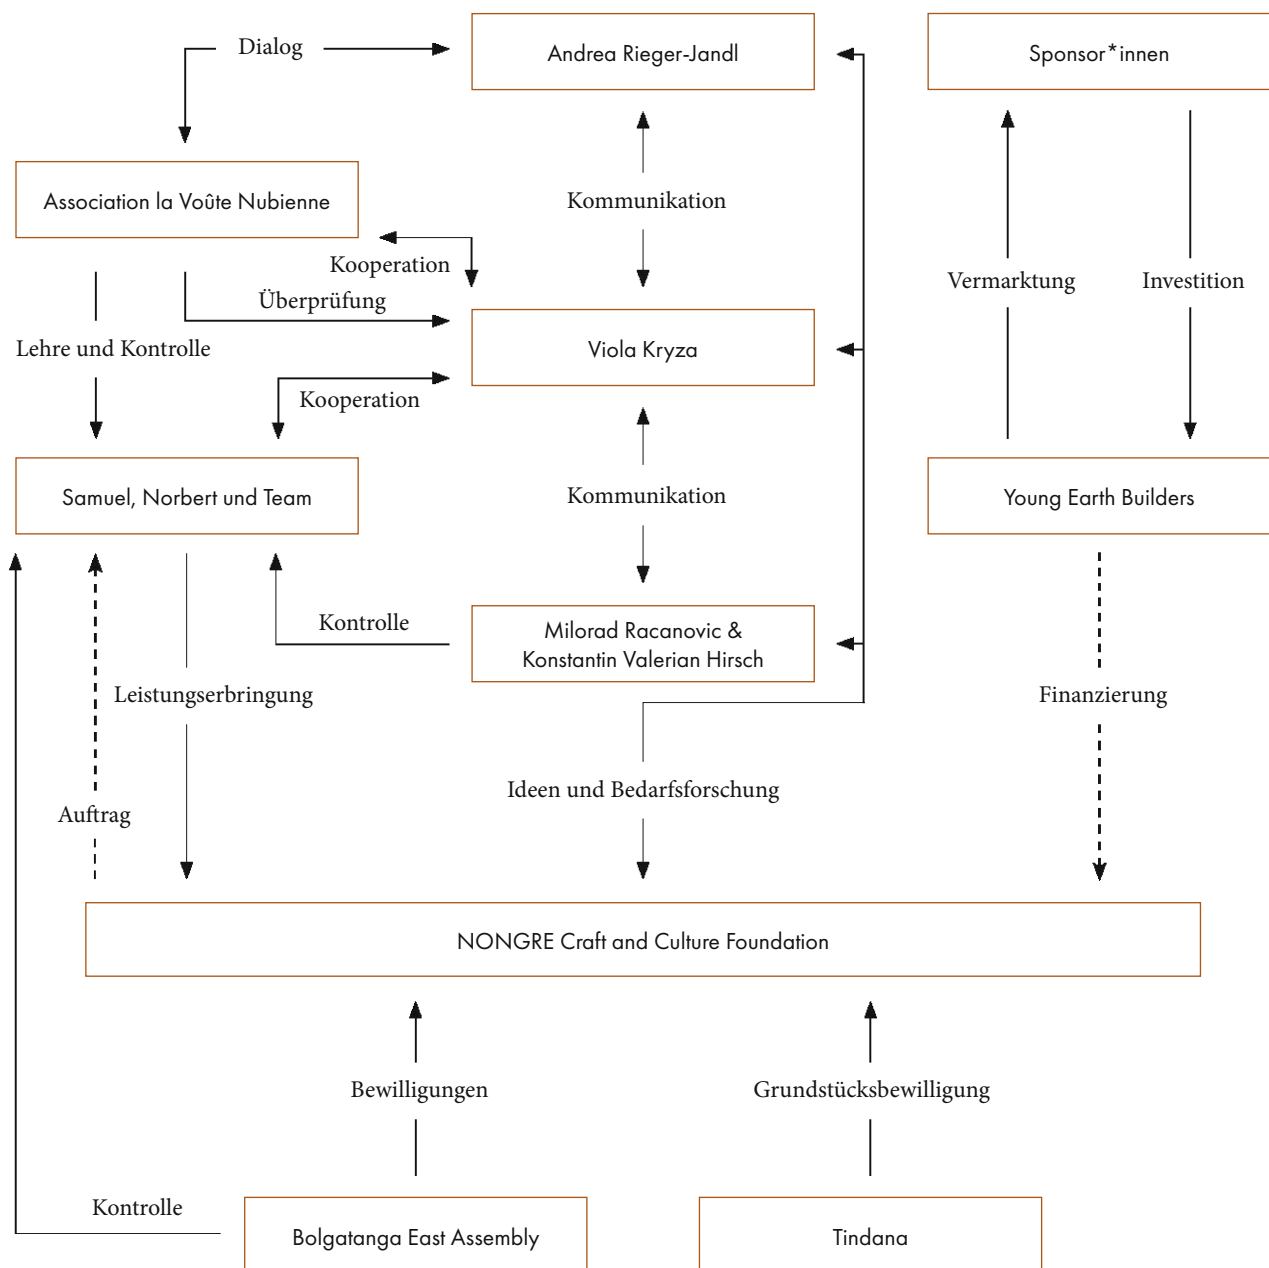 Dialog
Andrea Rieger-Jandl
Sponsor*innen
Association la Voûte Nubienne
Kommunikation
Kooperation
Überprüfung
Vermarktung
Investition
Lehre und Kontrolle
Viola Kryza
Kooperation
Samuel, Norbert und Team
Kommunikation
Young Earth Builders
Kontrolle
Milorad Racanovic &
Konstantin Valerian Hirsch
Leistungserbringung
Finanzierung
Ideen und Bedarfsforschung
Auftrag
NONGRE Craft and Culture Foundation
Bewilligungen
Grundstücksbewilligung
Kontrolle
Bolgatanga East Assembly
Tindana